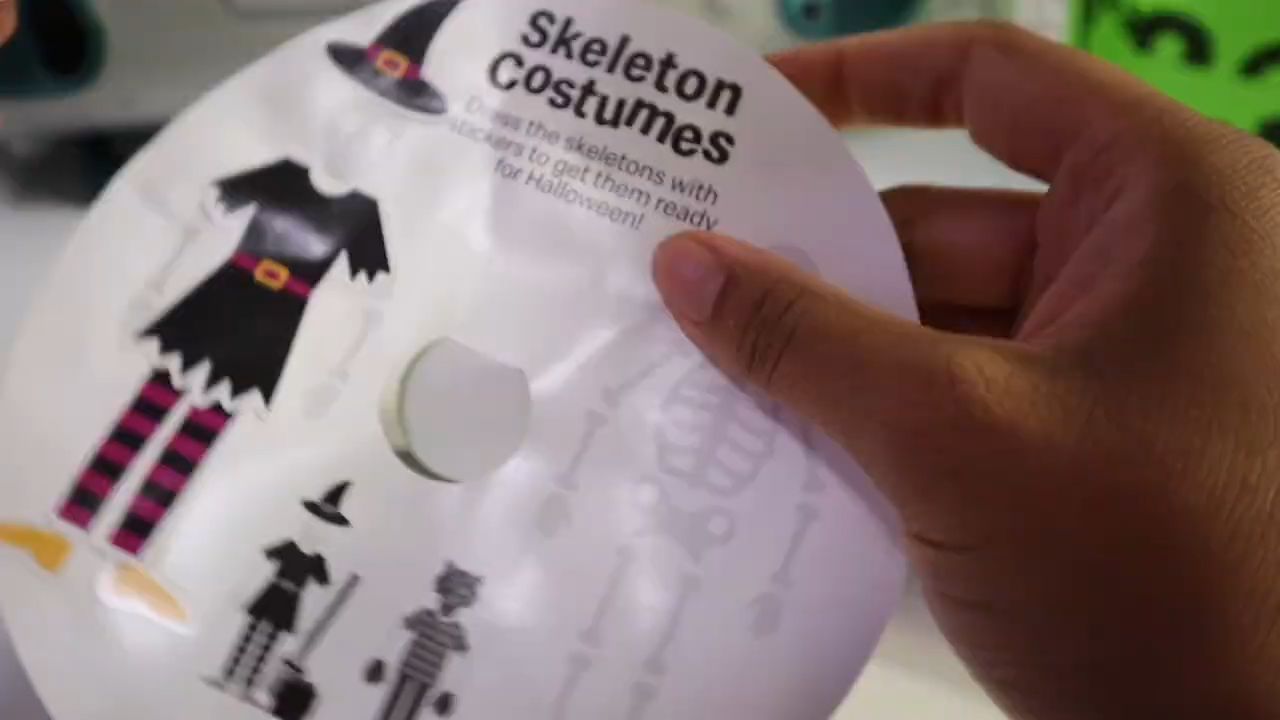 Skeleton
Costumes
Dress the skeletons with
stickers to get them ready
for Halloween!